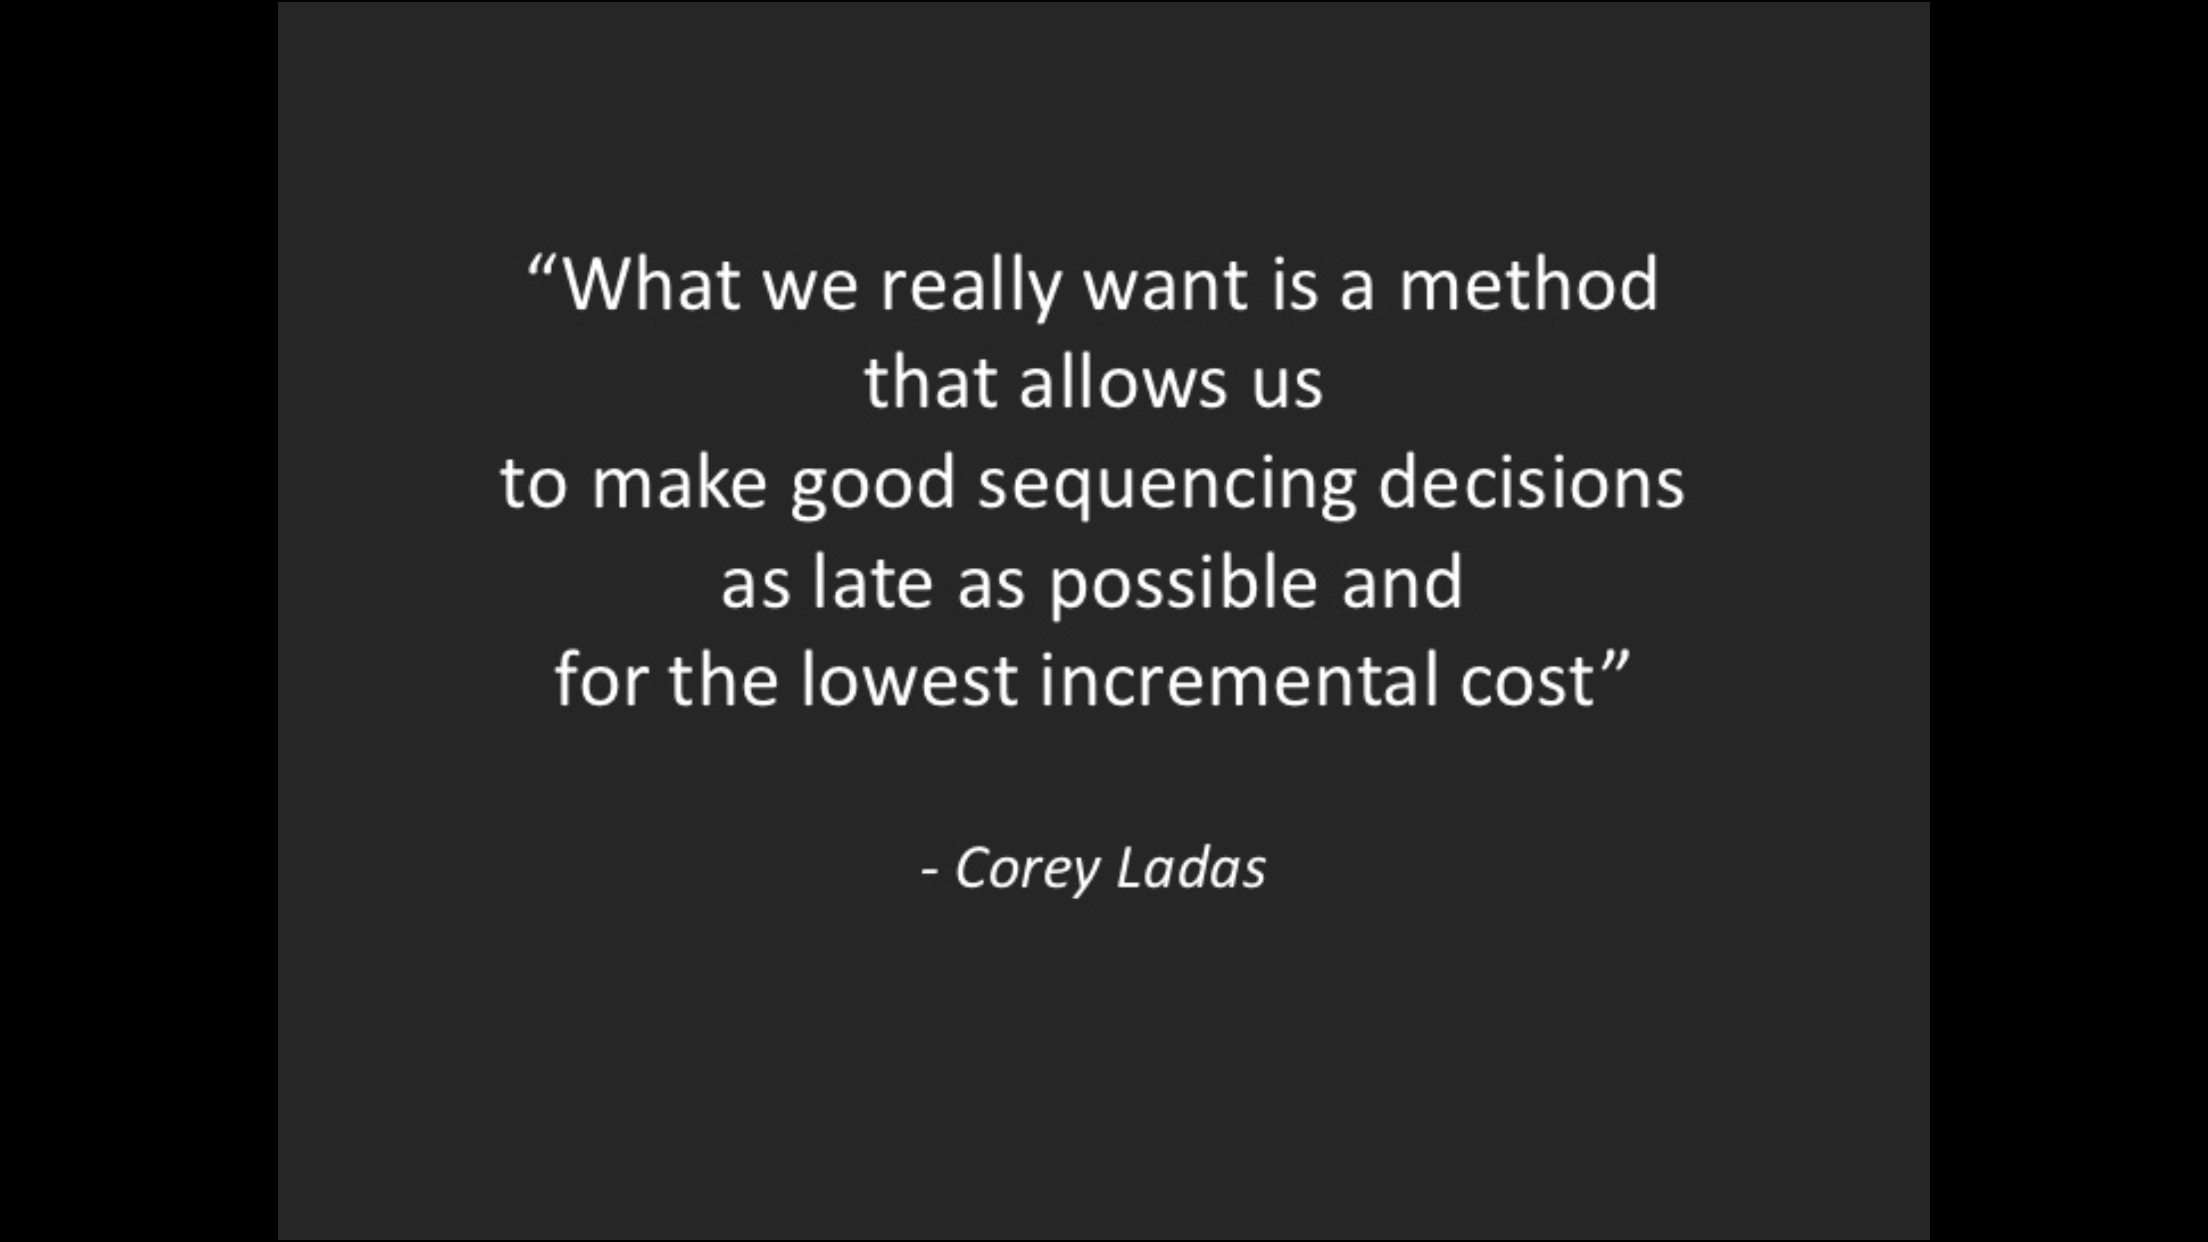 “What we really want is a method
that allows us
to make good sequencing decisions
as late as possible and
for the lowest incremental cost”
- Corey Ladas